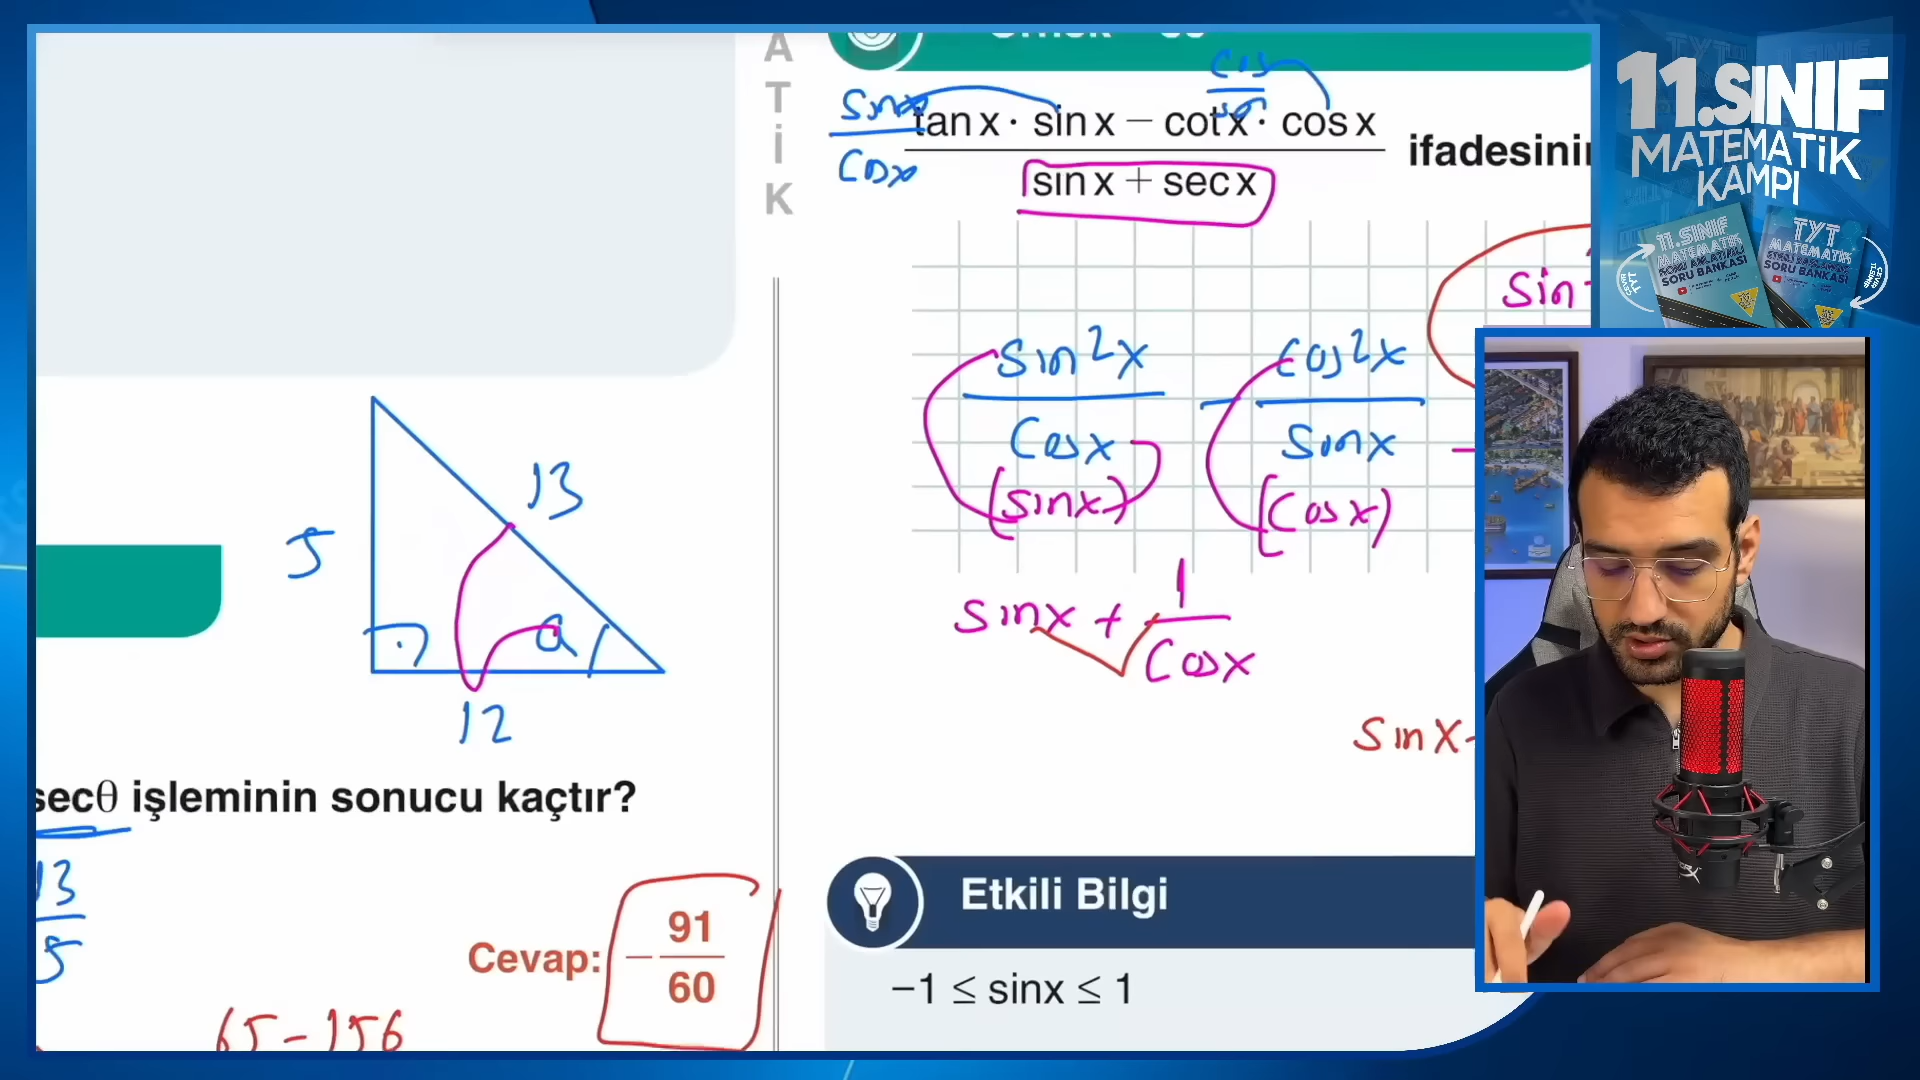 A
T
İ
K
13
5
a
12
secθ işleminin sonucu kaçtır?
13
5
Cevap: − 91
60
65 - 156
sinx
cosx
cos
sin
tan x · sin x − cot x · cos x
sin x + sec x
ifadesinin
sin
sin²x
cosx
(sinx)
−
cos²x
sinx
(cosx)
sinx + 1
cosx
sinx-
Etkili Bilgi
−1 ≤ sinx ≤ 1
11.SINIF
MATEMATİK
KAMPI
11.SINIF
MATEMATİK
SORU BANKASI
TYT
MATEMATİK
SORU BANKASI